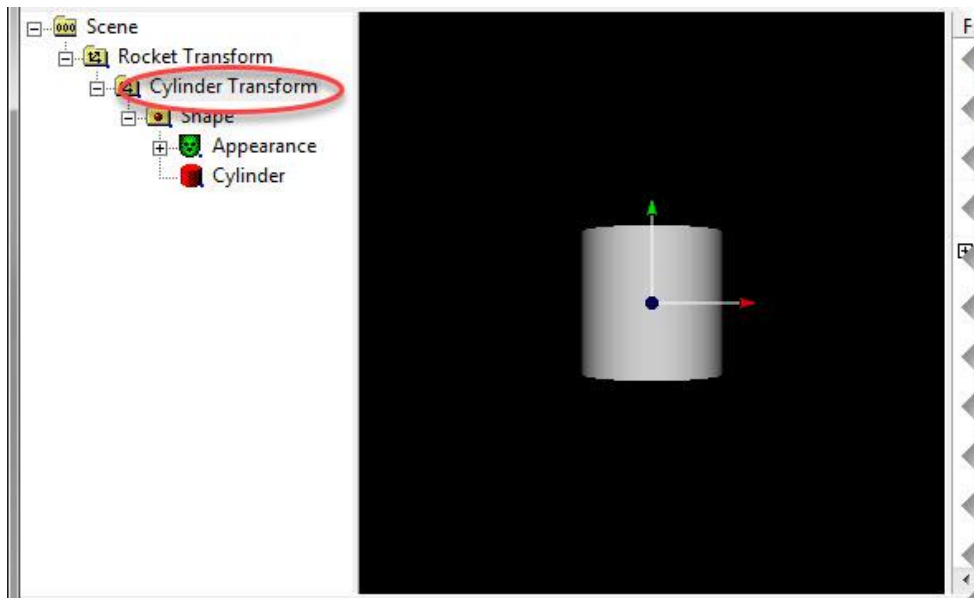 Scene
Rocket Transform
Cylinder Transform
Shape
Appearance
Cylinder
F